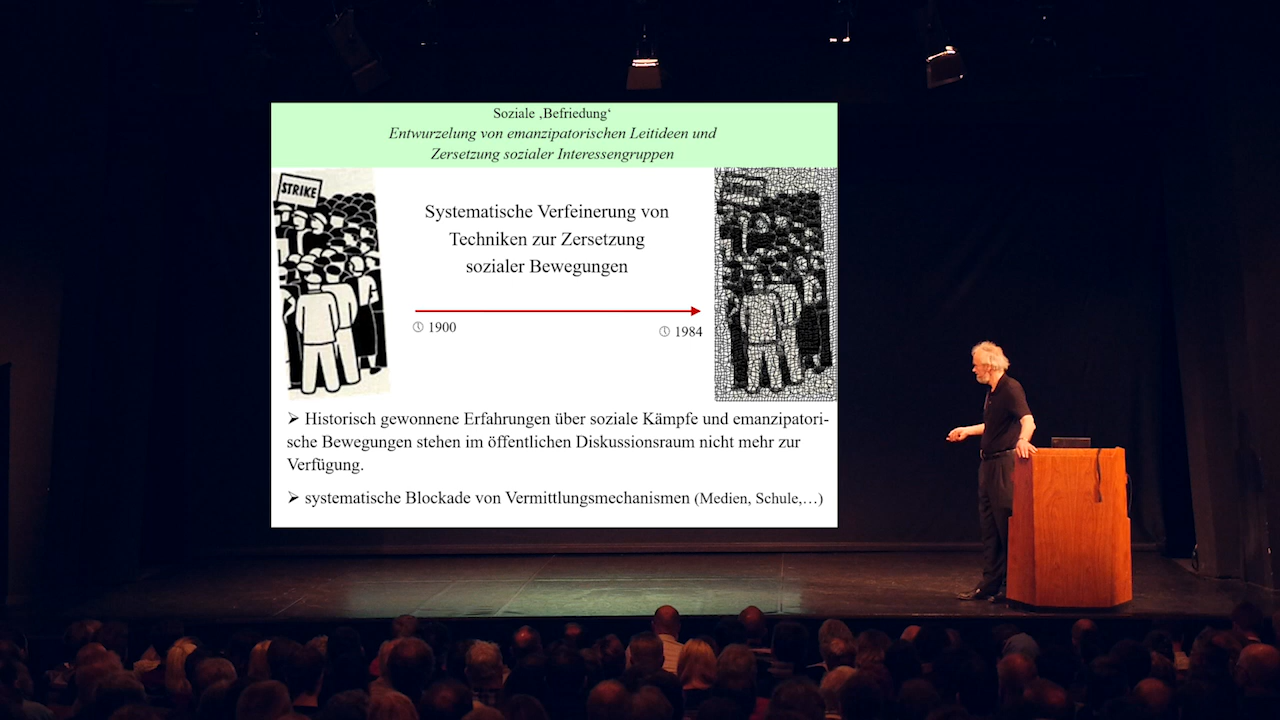 Soziale ‚Befriedung‘
Entwurzelung von emanzipatorischen Leitideen und
Zersetzung sozialer Interessengruppen
STRIKE
Systematische Verfeinerung von
Techniken zur Zersetzung
sozialer Bewegungen
1900
1984
➢ Historisch gewonnene Erfahrungen über soziale Kämpfe und emanzipatori-
sche Bewegungen stehen im öffentlichen Diskussionsraum nicht mehr zur
Verfügung.
➢ systematische Blockade von Vermittlungsmechanismen (Medien, Schule,…)